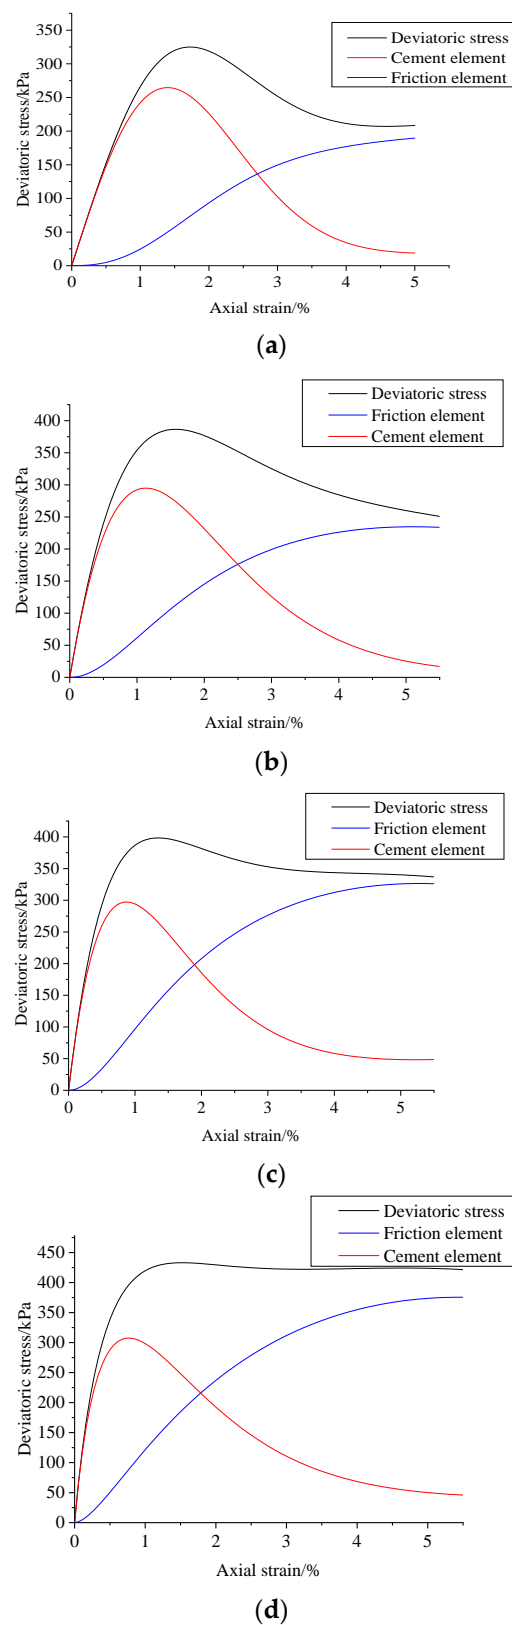 Deviatoric stress
Cement element
Friction element
Deviatoric stress/kPa
350
300
250
200
150
100
50
0
0 1 2 3 4 5
Axial strain/%
(a)
Deviatoric stress
Friction element
Cement element
Deviatoric stress/kPa
400
350
300
250
200
150
100
50
0
0 1 2 3 4 5
Axial strain/%
(b)
Deviatoric stress
Friction element
Cement element
Deviatoric stress/kPa
400
350
300
250
200
150
100
50
0
0 1 2 3 4 5
Axial strain/%
(c)
Deviatoric stress
Friction element
Cement element
Deviatoric stress/kPa
450
400
350
300
250
200
150
100
50
0
0 1 2 3 4 5
Axial strain/%
(d)